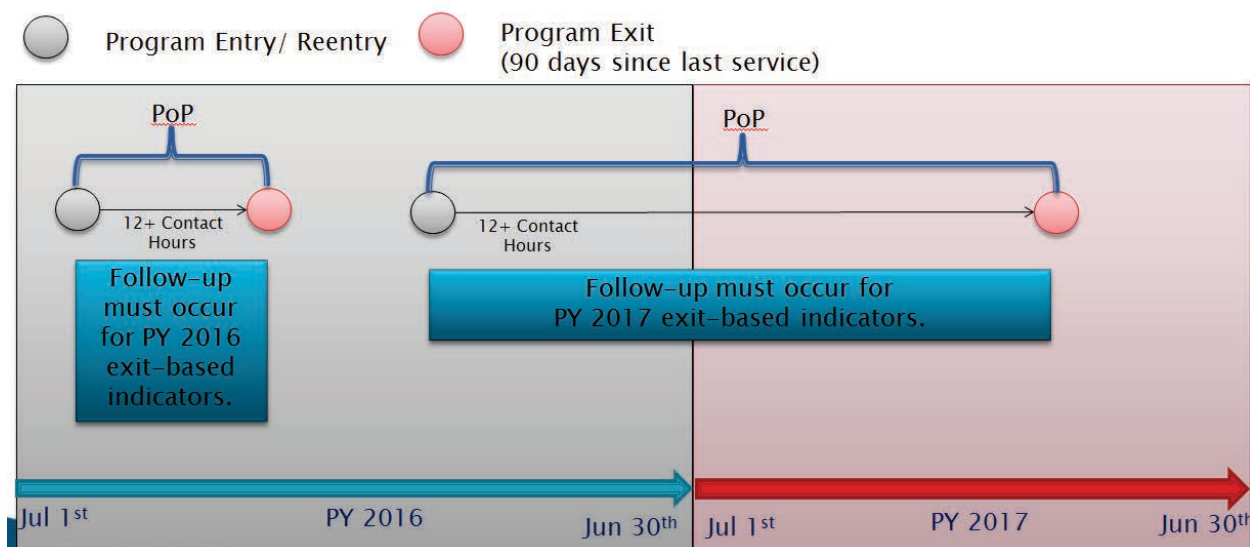 Program Entry/ Reentry
Program Exit
(90 days since last service)
PoP
PoP
12+ Contact
Hours
12+ Contact
Hours
Follow-up
must occur
for PY 2016
exit-based
indicators.
Follow-up must occur for
PY 2017 exit-based indicators.
Jul 1st
PY 2016
Jun 30th
Jul 1st
PY 2017
Jun 30th